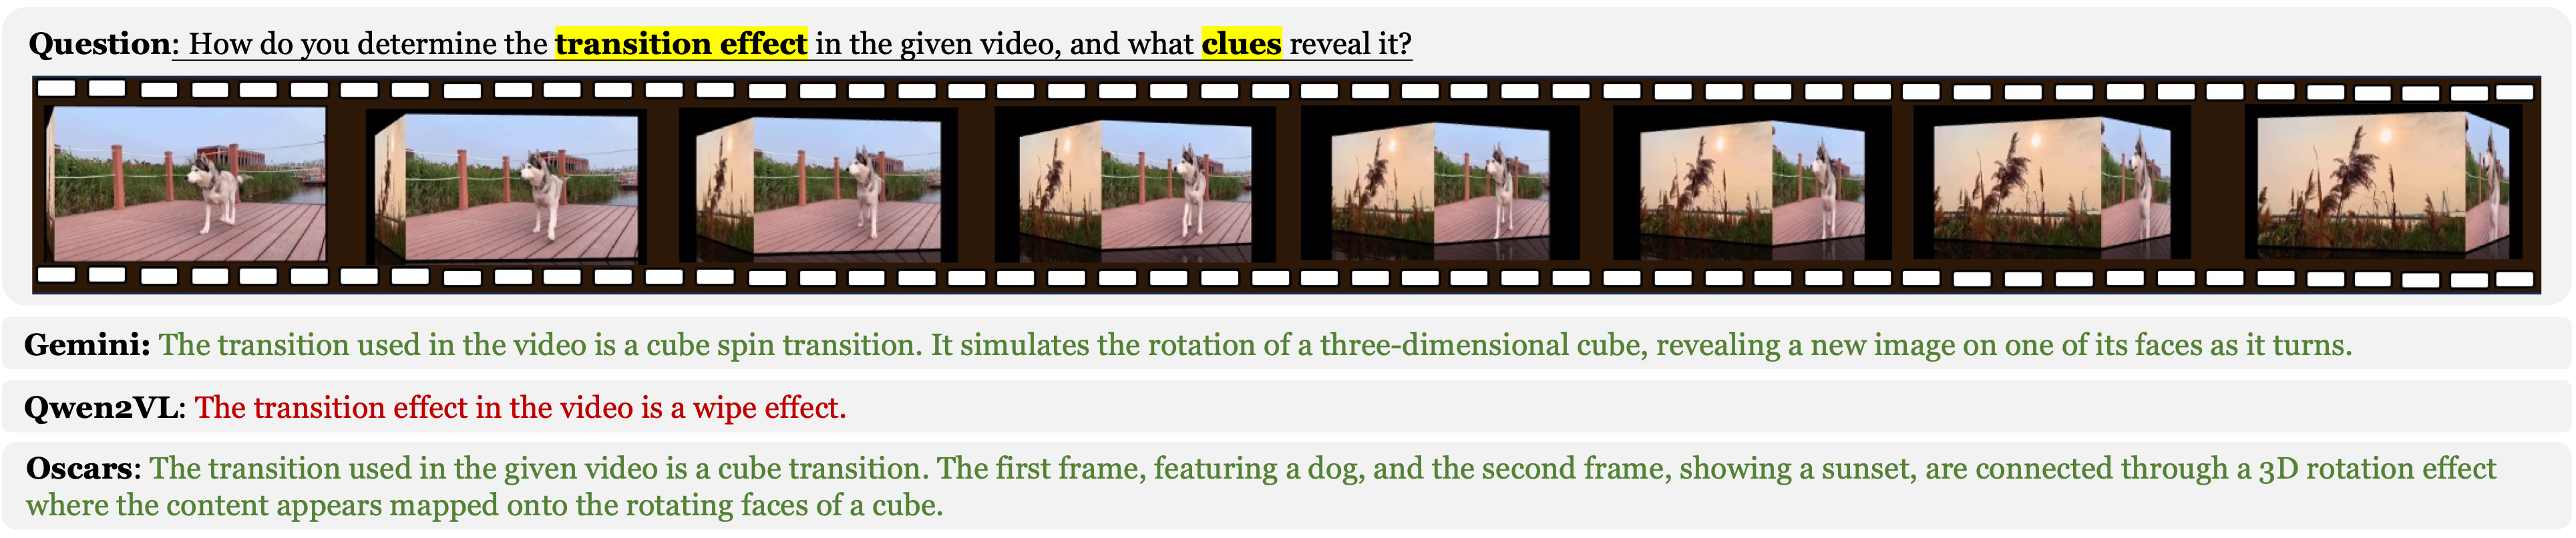 Question: How do you determine the transition effect in the given video, and what clues reveal it?
Gemini: The transition used in the video is a cube spin transition. It simulates the rotation of a three-dimensional cube, revealing a new image on one of its faces as it turns.
Qwen2VL: The transition effect in the video is a wipe effect.
Oscars: The transition used in the given video is a cube transition. The first frame, featuring a dog, and the second frame, showing a sunset, are connected through a 3D rotation effect
where the content appears mapped onto the rotating faces of a cube.